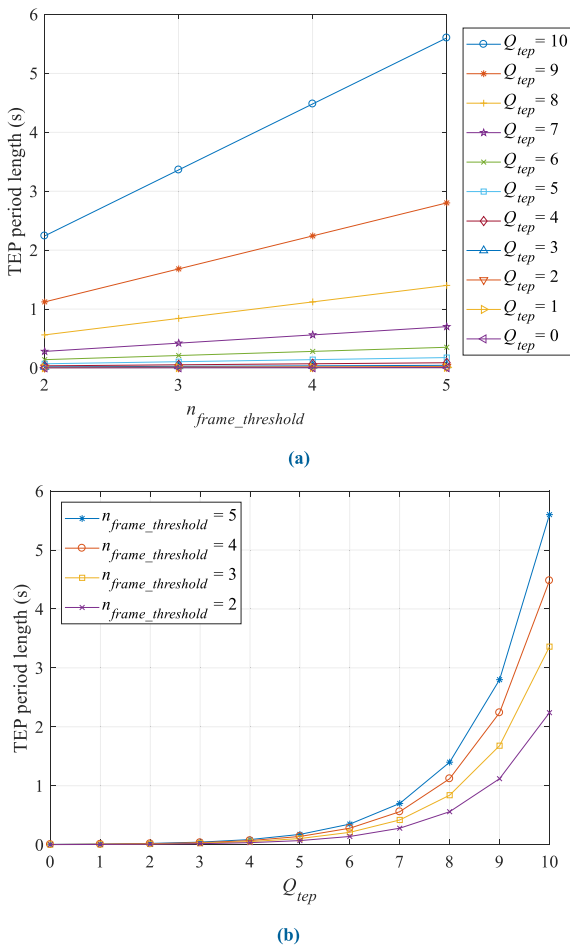 6
5
4
3
2
1
0
TEP period length (s)
2 3 4 5
n_frame_threshold
Q_tep = 10
Q_tep = 9
Q_tep = 8
Q_tep = 7
Q_tep = 6
Q_tep = 5
Q_tep = 4
Q_tep = 3
Q_tep = 2
Q_tep = 1
Q_tep = 0
(a)
6
5
4
3
2
1
0
TEP period length (s)
n_frame_threshold = 5
n_frame_threshold = 4
n_frame_threshold = 3
n_frame_threshold = 2
0 1 2 3 4 5 6 7 8 9 10
Q_tep
(b)